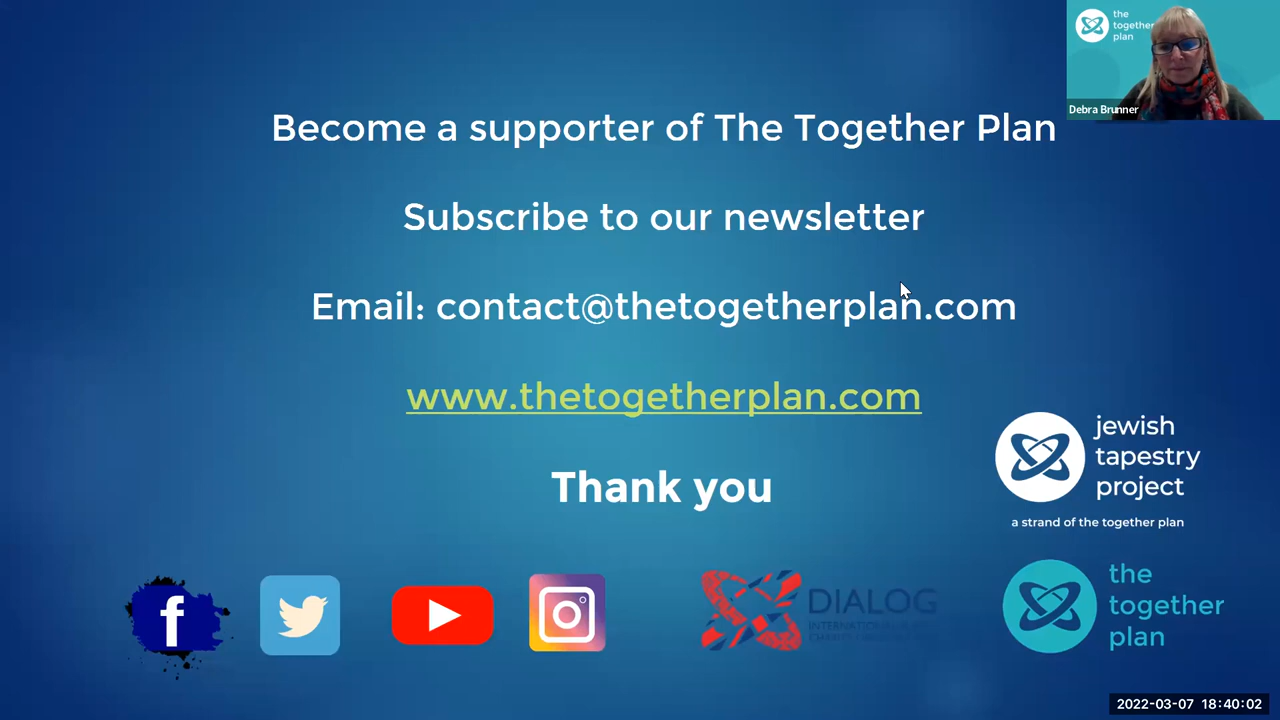 the
together
plan
Debra Brunner
Become a supporter of The Together Plan
Subscribe to our newsletter
Email: contact@thetogetherplan.com
www.thetogetherplan.com
Thank you
jewish
tapestry
project
a strand of the together plan
f
DIALOG
INTERNATIONAL
the
together
plan
2022-03-07 18:40:02